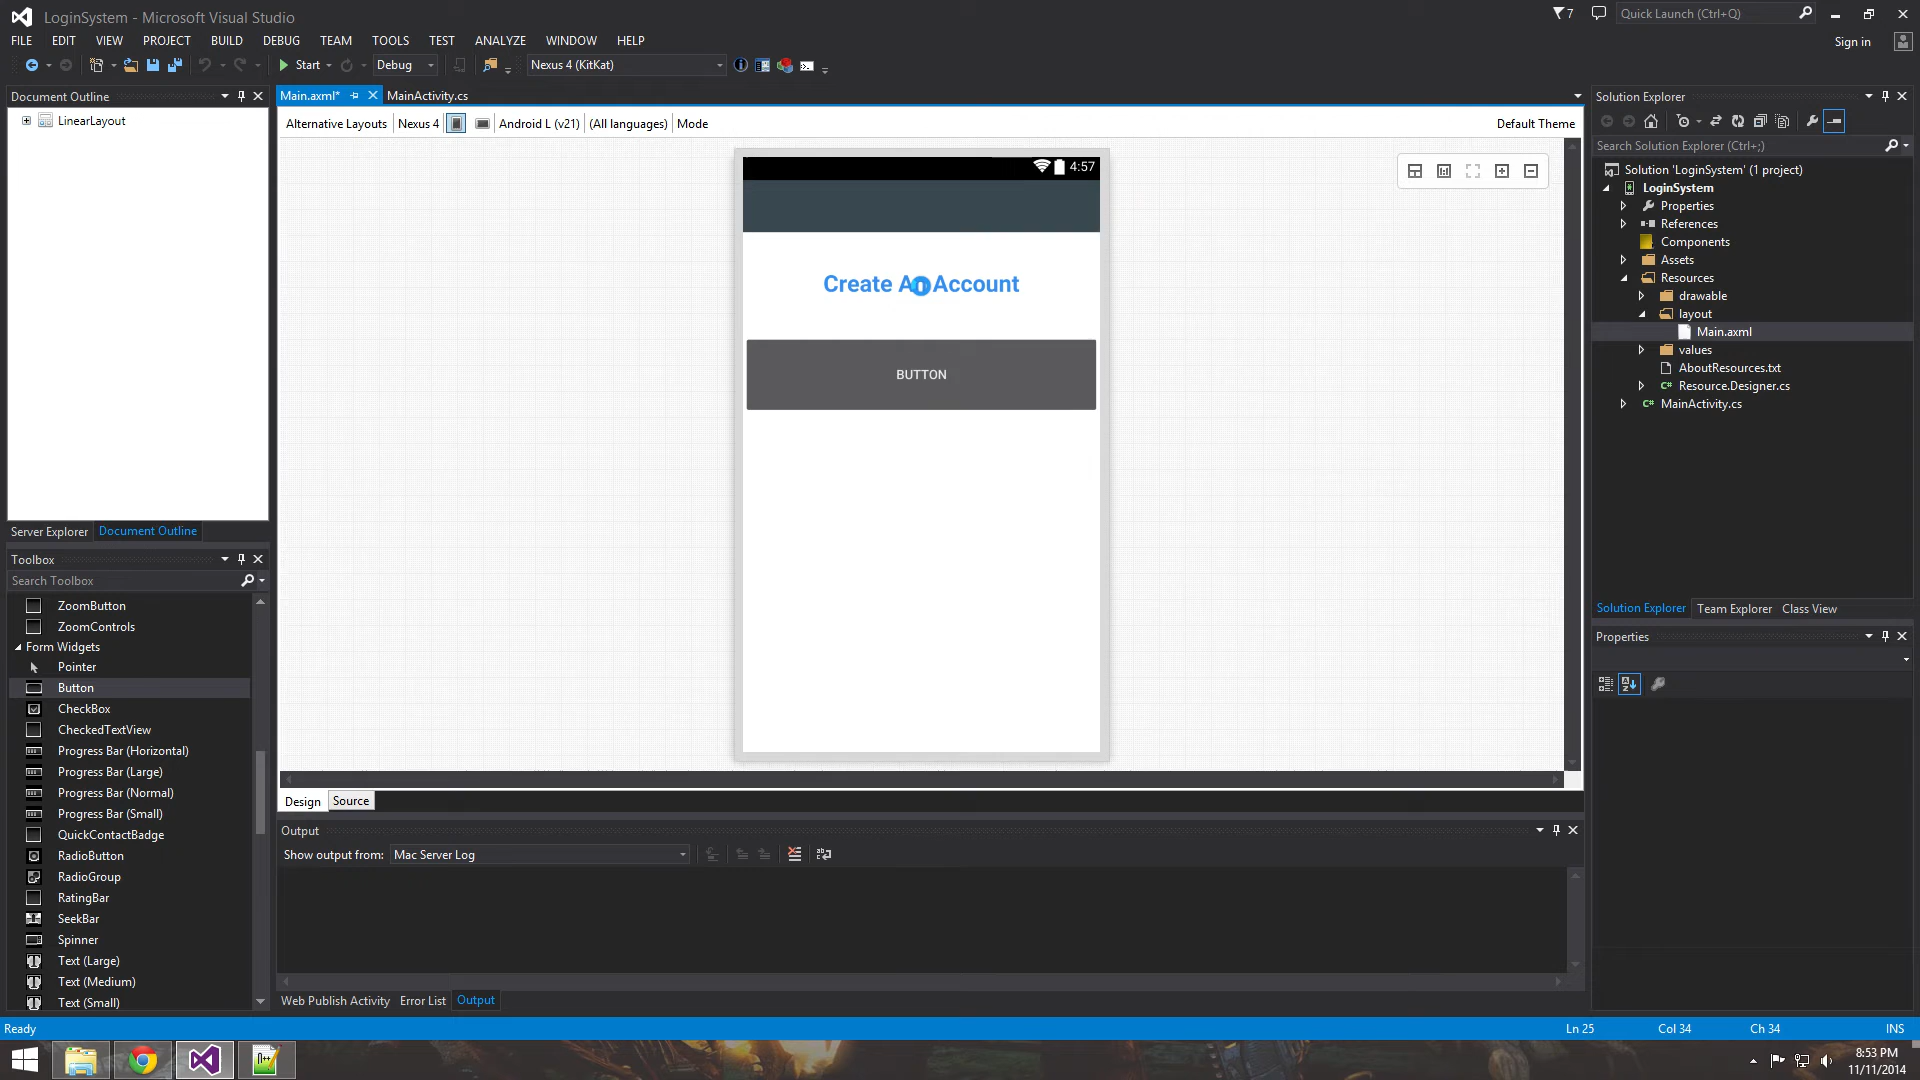 LoginSystem - Microsoft Visual Studio
7
Quick Launch (Ctrl+Q)
FILE EDIT VIEW PROJECT BUILD DEBUG TEAM TOOLS TEST ANALYZE WINDOW HELP
Sign in
Start Debug Nexus 4 (KitKat)
Document Outline
LinearLayout
Server Explorer Document Outline
Toolbox
Search Toolbox
ZoomButton
ZoomControls
Form Widgets
Pointer
Button
CheckBox
CheckedTextView
Progress Bar (Horizontal)
Progress Bar (Large)
Progress Bar (Normal)
Progress Bar (Small)
QuickContactBadge
RadioButton
RadioGroup
RatingBar
SeekBar
Spinner
Text (Large)
Text (Medium)
Text (Small)
Main.axml* MainActivity.cs
Alternative Layouts Nexus 4 Android L (v21) (All languages) Mode Default Theme
4:57
Create An Account
BUTTON
Design Source
Output
Show output from: Mac Server Log
Web Publish Activity Error List Output
Solution Explorer
Search Solution Explorer (Ctrl+;)
Solution 'LoginSystem' (1 project)
LoginSystem
Properties
References
Components
Assets
Resources
drawable
layout
Main.axml
values
AboutResources.txt
Resource.Designer.cs
MainActivity.cs
Solution Explorer Team Explorer Class View
Properties
Ready Ln 25 Col 34 Ch 34 INS
8:53 PM
11/11/2014